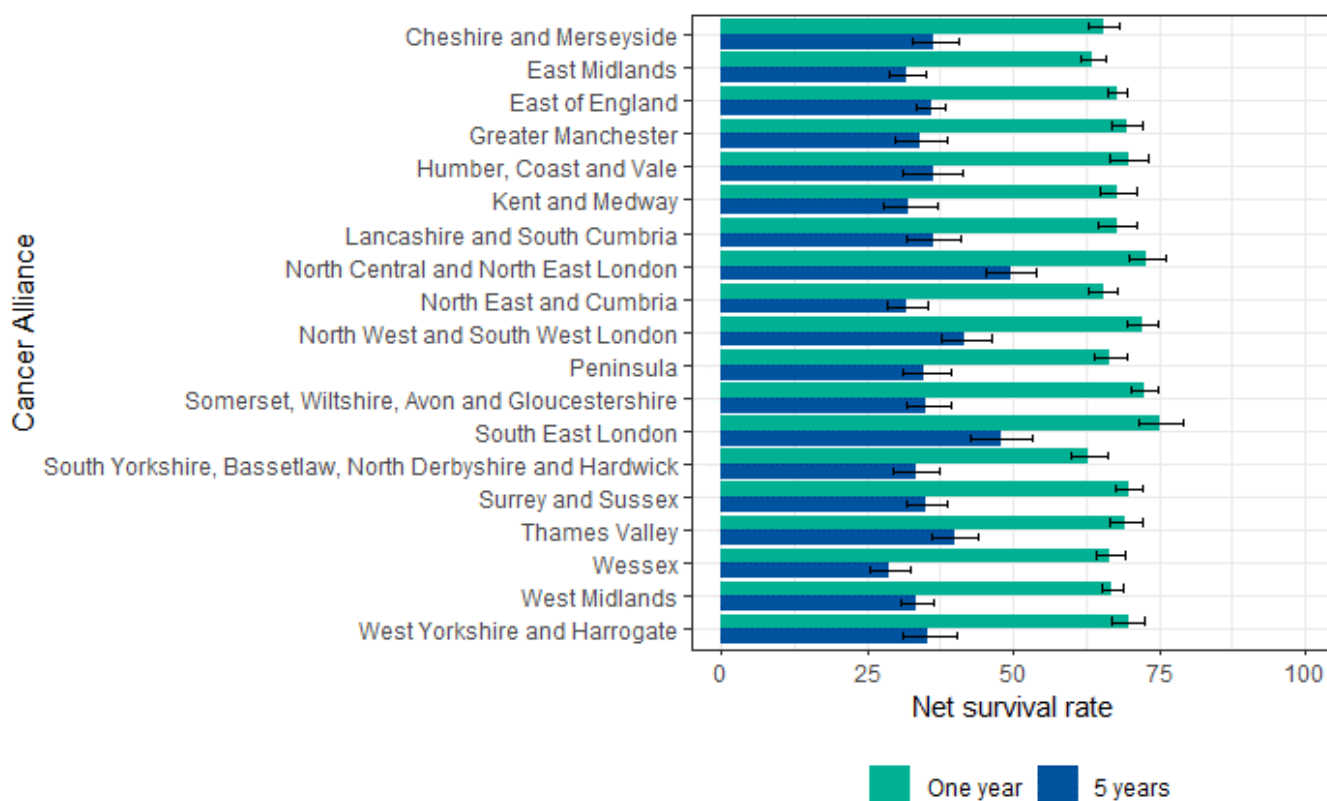 Cancer Alliance
Cheshire and Merseyside
East Midlands
East of England
Greater Manchester
Humber, Coast and Vale
Kent and Medway
Lancashire and South Cumbria
North Central and North East London
North East and Cumbria
North West and South West London
Peninsula
Somerset, Wiltshire, Avon and Gloucestershire
South East London
South Yorkshire, Bassetlaw, North Derbyshire and Hardwick
Surrey and Sussex
Thames Valley
Wessex
West Midlands
West Yorkshire and Harrogate
0 25 50 75 100
Net survival rate
One year 5 years